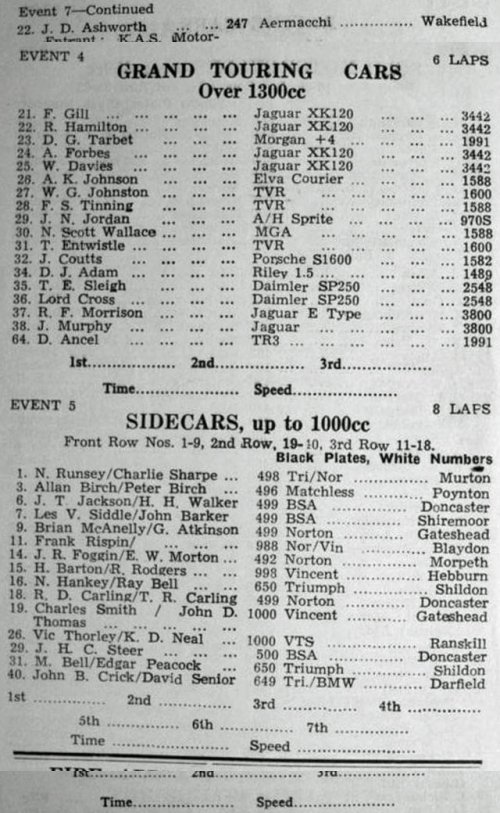 Event 7—Continued
22. J. D. Ashworth ... ... 247 Aermacchi ............... Wakefield
Entrant: K.A.S. Motor-
EVENT 4 6 LAPS
GRAND TOURING CARS
Over 1300cc
21. F. Gill ... ... ... ... ... Jaguar XK120 ... ... ... 3442
22. R. Hamilton ... ... ... ... Jaguar XK120 ... ... ... 3442
23. D. G. Tarbet ... ... ... Morgan +4 ... ... ... ... 1991
24. A. Forbes ... ... ... ... Jaguar XK120 ... ... ... 3442
25. W. Davies ... ... ... ... Jaguar XK120 ... ... ... 3442
26. A. K. Johnson ... ... ... Elva Courier ... ... ... ... 1588
27. W. G. Johnston ... ... ... TVR ... ... ... ... ... 1600
28. F. S. Tinning ... ... ... TVR ... ... ... ... ... 1588
29. J. N. Jordan ... ... ... A/H Sprite ... ... ... ... 970S
30. N. Scott Wallace ... ... ... MGA ... ... ... ... ... 1588
31. T. Entwistle ... ... ... ... TVR ... ... ... ... ... 1600
32. J. Coutts ... ... ... ... Porsche S1600 ... ... ... 1582
34. D. J. Adam ... ... ... ... Riley 1.5 ... ... ... ... 1489
35. T. E. Sleigh ... ... ... Daimler SP250 ... ... ... 2548
36. Lord Cross ... ... ... ... Daimler SP250 ... ... ... 2548
37. R. F. Morrison ... ... ... Jaguar E Type ... ... ... 3800
38. J. Murphy ... ... ... ... Jaguar ... ... ... ... ... 3800
64. D. Ancel ... ... ... ... TR3 ... ... ... ... ... 1991
1st.................. 2nd....................... 3rd..................
Time..................... Speed........................
EVENT 5 8 LAPS
SIDECARS, up to 1000cc
Front Row Nos. 1-9, 2nd Row, 19-10, 3rd Row 11-18.
Black Plates, White Numbers
1. N. Runsey/Charlie Sharpe ... 498 Tri/Nor .................. Murton
3. Allan Birch/Peter Birch ... 496 Matchless ............... Poynton
6. J. T. Jackson/H. H. Walker 499 BSA .................. Doncaster
7. Les V. Siddle/John Barker 499 BSA .................. Shiremoor
9. Brian McAnelly/G. Atkinson 499 Norton ............... Gateshead
11. Frank Rispin/ ... ... ... 988 Nor/Vin ............... Blaydon
14. J. R. Foggin/E. W. Morton ... 492 Norton ............... Morpeth
15. H. Barton/R. Rodgers ... ... 998 Vincent ............... Hebburn
16. N. Hankey/Ray Bell ... ... 650 Triumph ............... Shildon
18. R. D. Carling/T. R. Carling 499 Norton ............... Doncaster
19. Charles Smith / John D. 1000 Vincent ............... Gateshead
Thomas ... ... ... ... ...
26. Vic Thorley/K. D. Neal ... 1000 VTS .................. Ranskill
29. J. H. C. Steer ... ... ... 500 BSA .................. Doncaster
31. M. Bell/Edgar Peacock ... 650 Triumph ............... Shildon
40. John B. Crick/David Senior 649 Tri./BMW ............... Darfield
1st ............... 2nd ............... 3rd ............... 4th ...............
5th ............... 6th ............... 7th ...............
Time ........................ Speed ........................
1st.................. 2nd....................... 3rd..................
Time..................... Speed........................